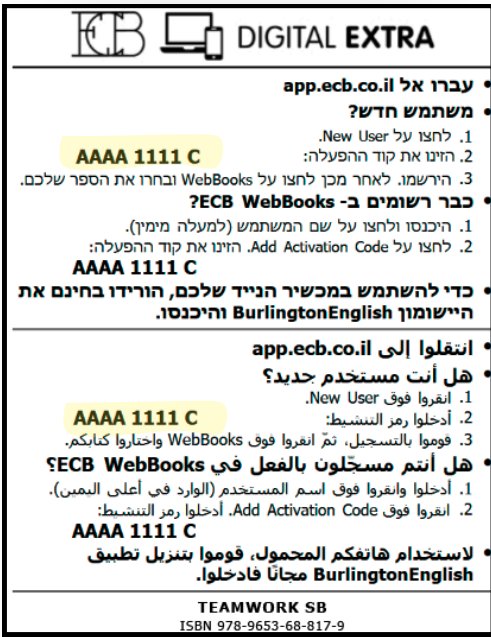 ECB DIGITAL EXTRA
• עברו אל app.ecb.co.il
• משתמש חדש?
1. לחצו על New User.
2. הזינו את קוד ההפעלה: AAAA 1111 C
3. הירשמו. לאחר מכן לחצו על WebBooks ובחרו את הספר שלכם.
• כבר רשומים ב- ECB WebBooks?
1. היכנסו ולחצו על שם המשתמש (למעלה מימין).
2. לחצו על Add Activation Code. הזינו את קוד ההפעלה:
AAAA 1111 C
• כדי להשתמש במכשיר הנייד שלכם, הורידו בחינם את
היישומון BurlingtonEnglish והיכנסו.
• انتقلوا إلى app.ecb.co.il
• هل أنت مستخدم جديد؟
1. انقروا فوق New User.
2. أدخلوا رمز التنشيط: AAAA 1111 C
3. قوموا بالتسجيل، ثمّ انقروا فوق WebBooks واختاروا كتابكم.
• هل أنتم مسجّلون بالفعل في ECB WebBooks؟
1. أدخلوا وانقروا فوق اسم المستخدم (الوارد في أعلى اليمين).
2. انقروا فوق Add Activation Code. أدخلوا رمز التنشيط:
AAAA 1111 C
• لاستخدام هاتفكم المحمول، قوموا بتنزيل تطبيق
BurlingtonEnglish مجانًا فادخلوا.
TEAMWORK SB
ISBN 978-9653-68-817-9